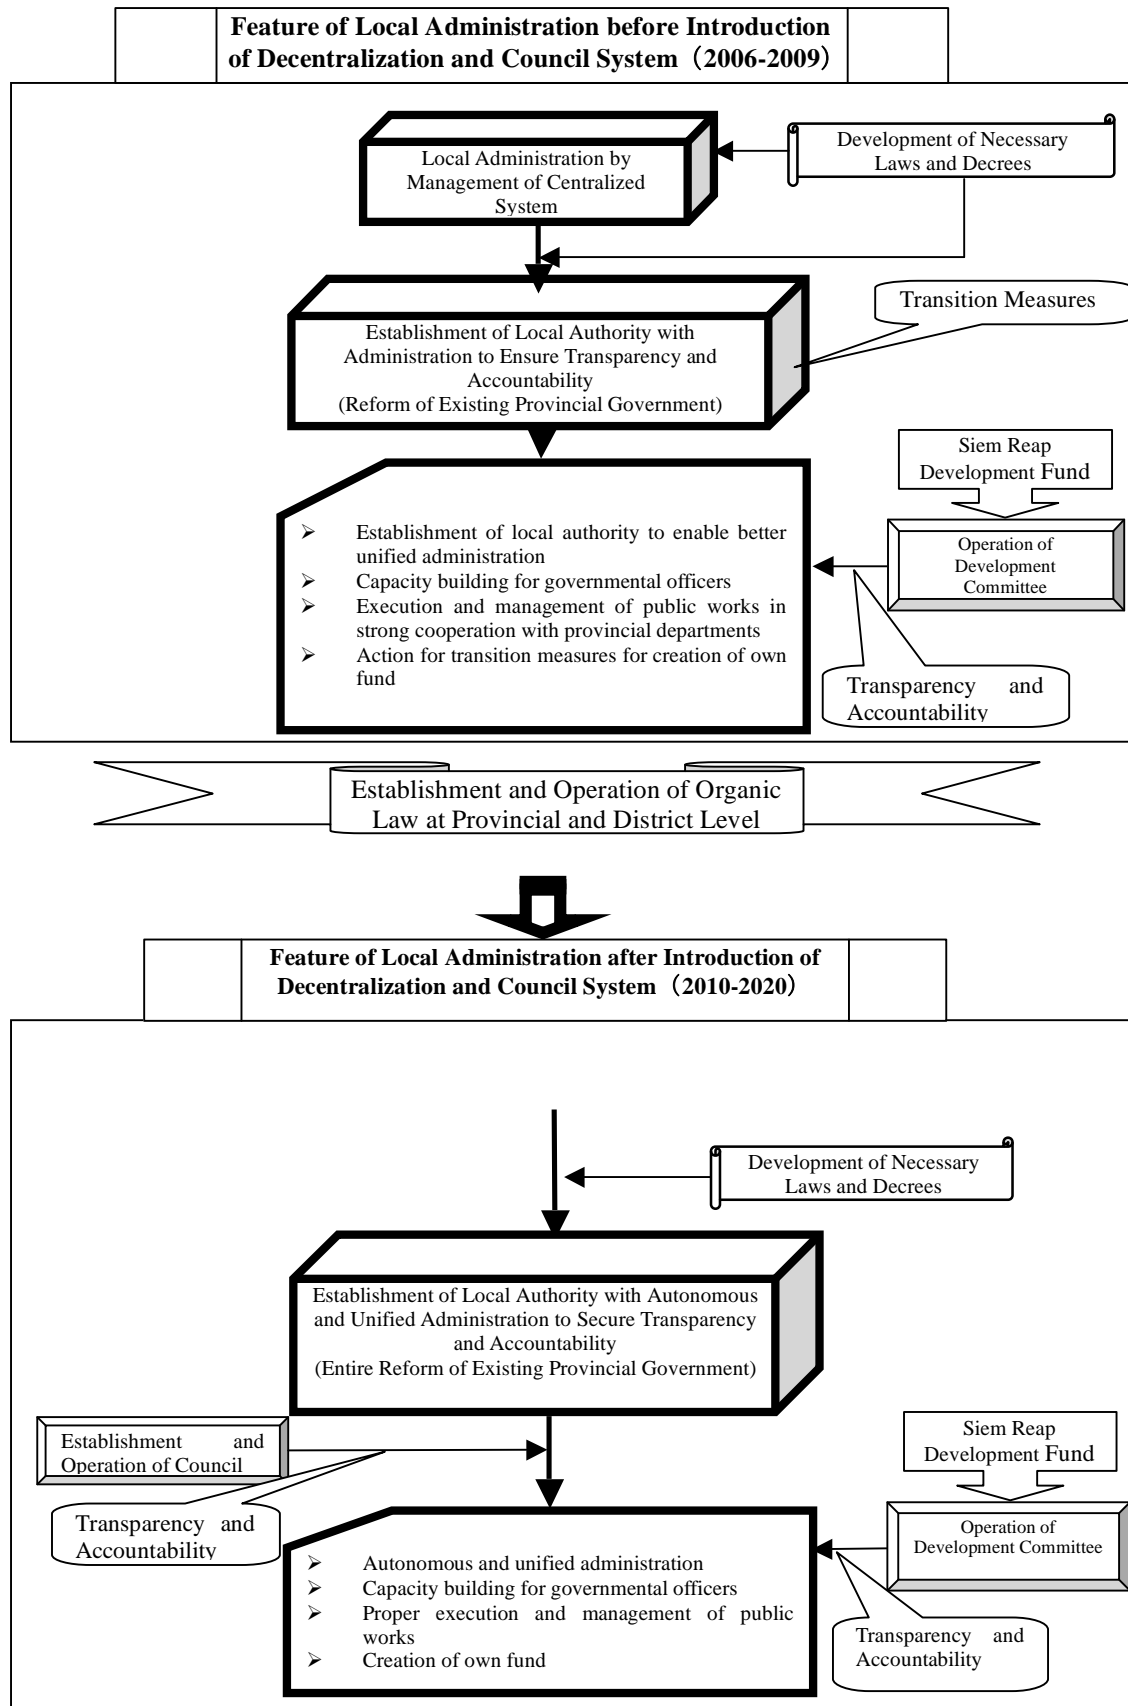 Feature of Local Administration before Introduction
of Decentralization and Council System（2006-2009）
Local Administration by
Management of Centralized
System
Development of Necessary
Laws and Decrees
Transition Measures
Establishment of Local Authority with
Administration to Ensure Transparency and
Accountability
(Reform of Existing Provincial Government)
Siem Reap
Development Fund
Operation of
Development
Committee
➢ Establishment of local authority to enable better
unified administration
➢ Capacity building for governmental officers
➢ Execution and management of public works in
strong cooperation with provincial departments
➢ Action for transition measures for creation of own
fund
Transparency and
Accountability
Establishment and Operation of Organic
Law at Provincial and District Level
Feature of Local Administration after Introduction of
Decentralization and Council System（2010-2020）
Development of Necessary
Laws and Decrees
Establishment of Local Authority with Autonomous
and Unified Administration to Secure Transparency
and Accountability
(Entire Reform of Existing Provincial Government)
Establishment and
Operation of Council
Transparency and
Accountability
Siem Reap
Development Fund
Operation of
Development Committee
➢ Autonomous and unified administration
➢ Capacity building for governmental officers
➢ Proper execution and management of public
works
➢ Creation of own fund
Transparency and
Accountability